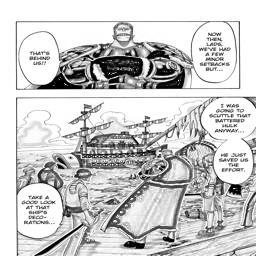 NOW
THEN,
LADS,
WE'VE HAD
A FEW
MINOR
SETBACKS
BUT...
THAT'S
BEHIND
US!!
I WAS
GOING TO
SCUTTLE THAT
BATTERED
HULK
ANYWAY...
HE JUST
SAVED US
THE
EFFORT.
TAKE A
GOOD LOOK
AT THAT
SHIP'S
DECO-
RATIONS...